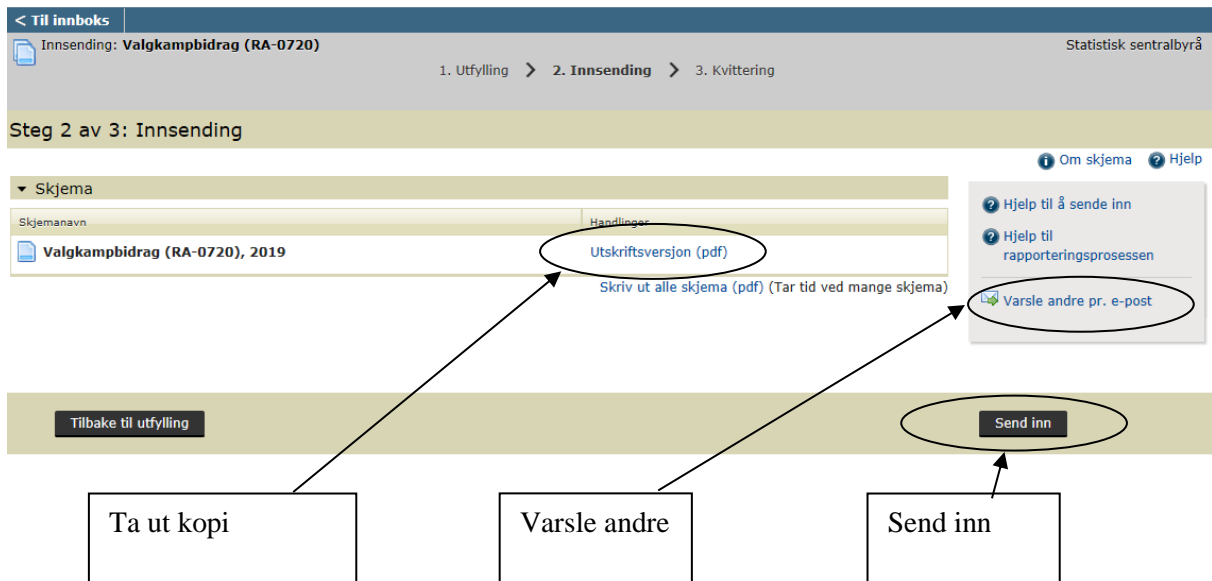 < Til innboks
Innsending: Valgkampbidrag (RA-0720)
Statistisk sentralbyrå
1. Utfylling > 2. Innsending > 3. Kvittering
Steg 2 av 3: Innsending
Om skjema
Hjelp
Skjema
Skjemanavn
Handlinger
Valgkampbidrag (RA-0720), 2019
Utskriftsversjon (pdf)
Skriv ut alle skjema (pdf) (Tar tid ved mange skjema)
Hjelp til å sende inn
Hjelp til
rapporteringsprosessen
Varsle andre pr. e-post
Tilbake til utfylling
Send inn
Ta ut kopi
Varsle andre
Send inn